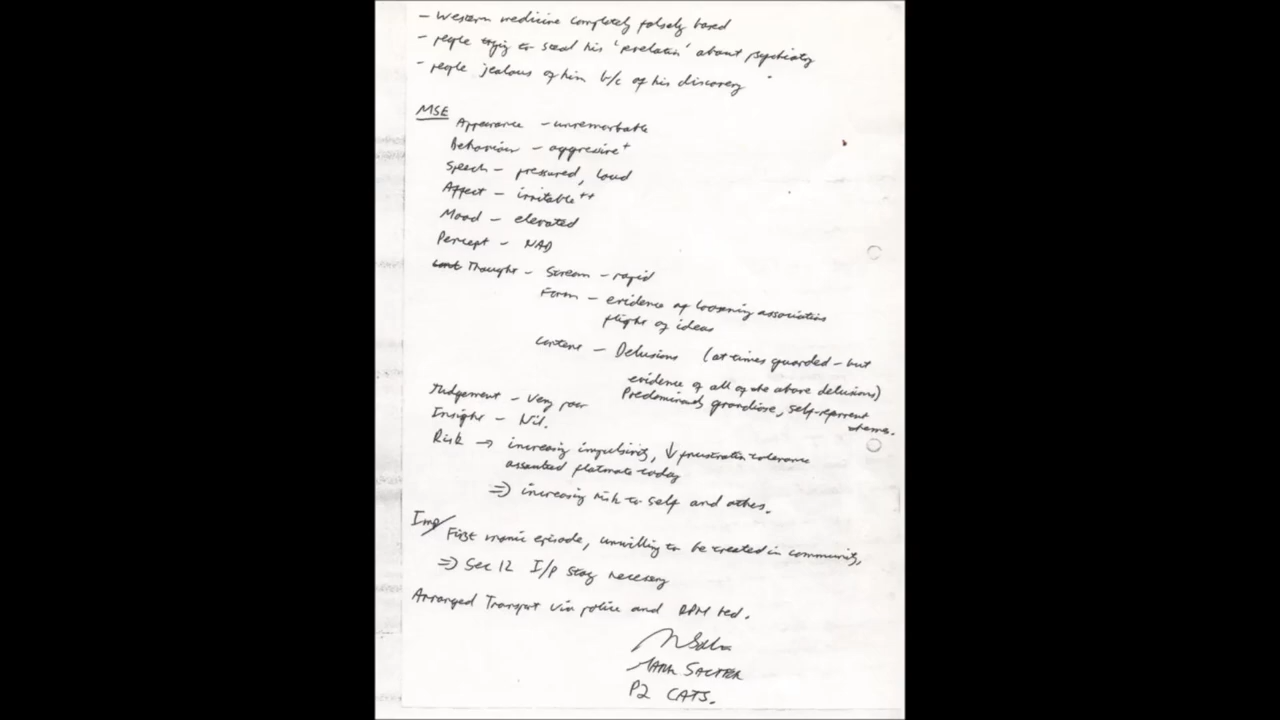 - Western medicine completely falsely based
- people trying to steal his 'revelation' about psychiatry
- people jealous of him b/c of his discovery
MSE
Appearance - unremarkable
Behaviour - aggressive +
Speech - pressured, loud
Affect - irritable ++
Mood - elevated
Percept - NAD
Thought - Stream - rapid
Form - evidence of loosening associations
flight of ideas
Content - Delusions (at times guarded - but
evidence of all of the above delusions)
Predominantly grandiose, self-referent
themes.
Judgement - Very poor
Insight - Nil.
Risk → increasing impulsivity, ↓ frustration tolerance
assaulted flatmate today
⇒ increasing risk to self and others.
Imp/
First manic episode, unwilling to be treated in community,
⇒ Sec 12 I/P stay necessary
Arranged Transport via police and RPM bed.
MARK
P2 CATS.